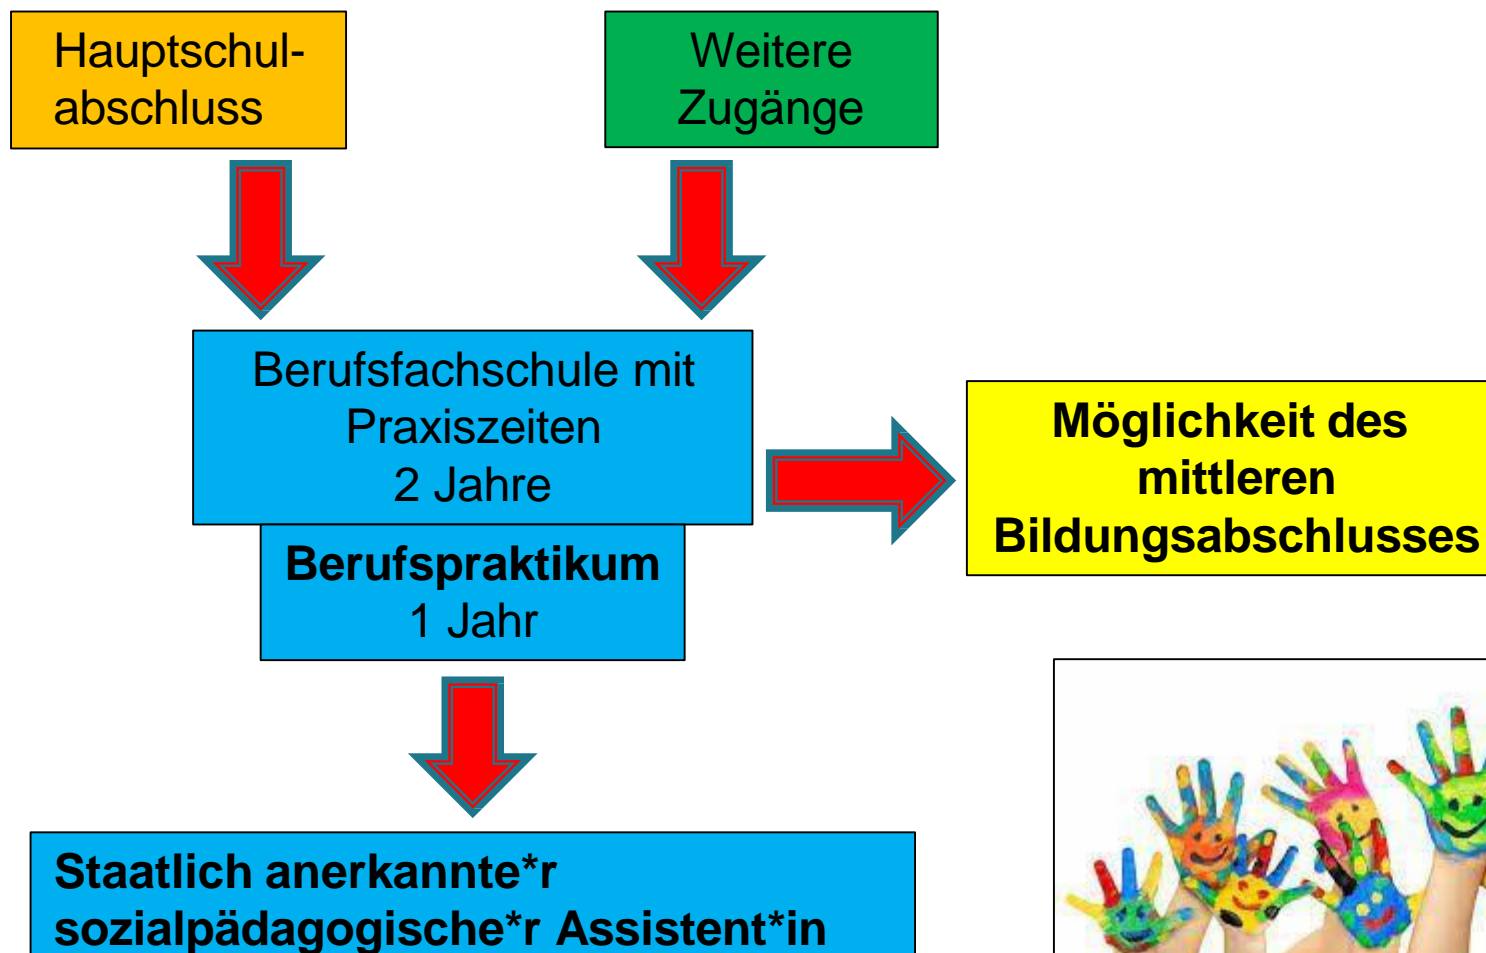 Hauptschul-
abschluss
Weitere
Zugänge
Berufsfachschule mit
Praxiszeiten
2 Jahre
Möglichkeit des
mittleren
Bildungsabschlusses
Berufspraktikum
1 Jahr
Staatlich anerkannte*r
sozialpädagogische*r Assistent*in